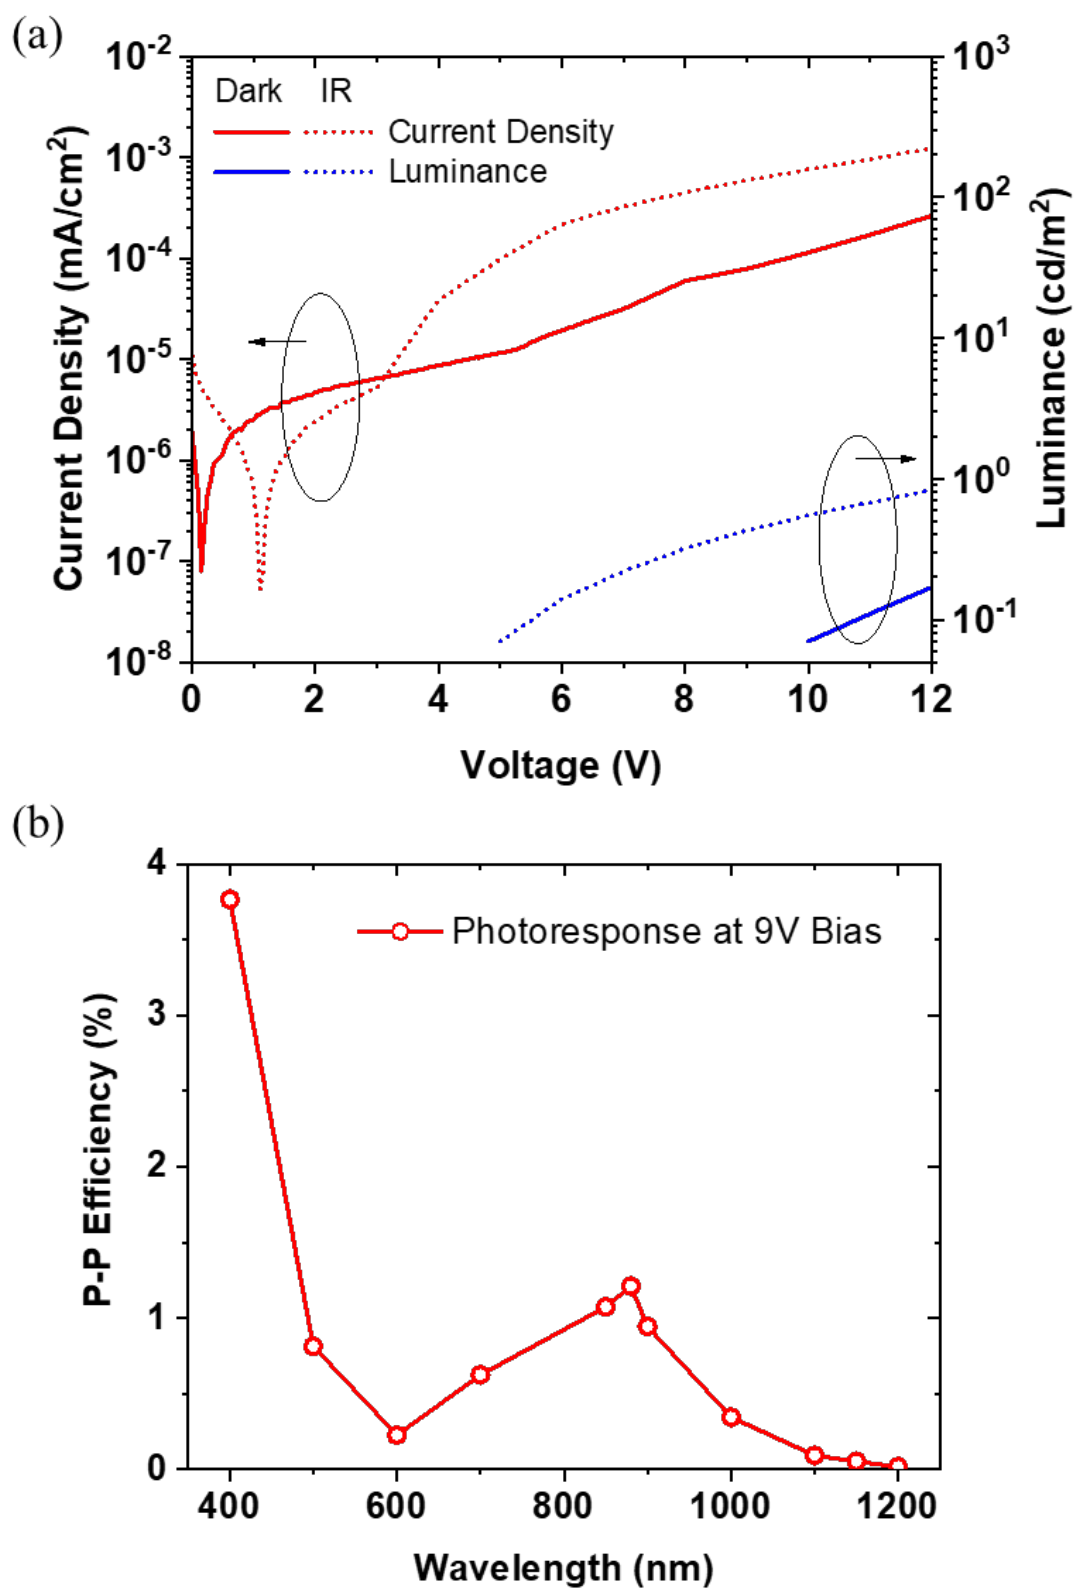 (a)
Dark IR
Current Density
Luminance
10-2
10-3
10-4
10-5
10-6
10-7
10-8
Current Density (mA/cm2)
103
102
101
100
10-1
Luminance (cd/m2)
0 2 4 6 8 10 12
Voltage (V)
(b)
Photoresponse at 9V Bias
4
3
2
1
0
P-P Efficiency (%)
400 600 800 1000 1200
Wavelength (nm)